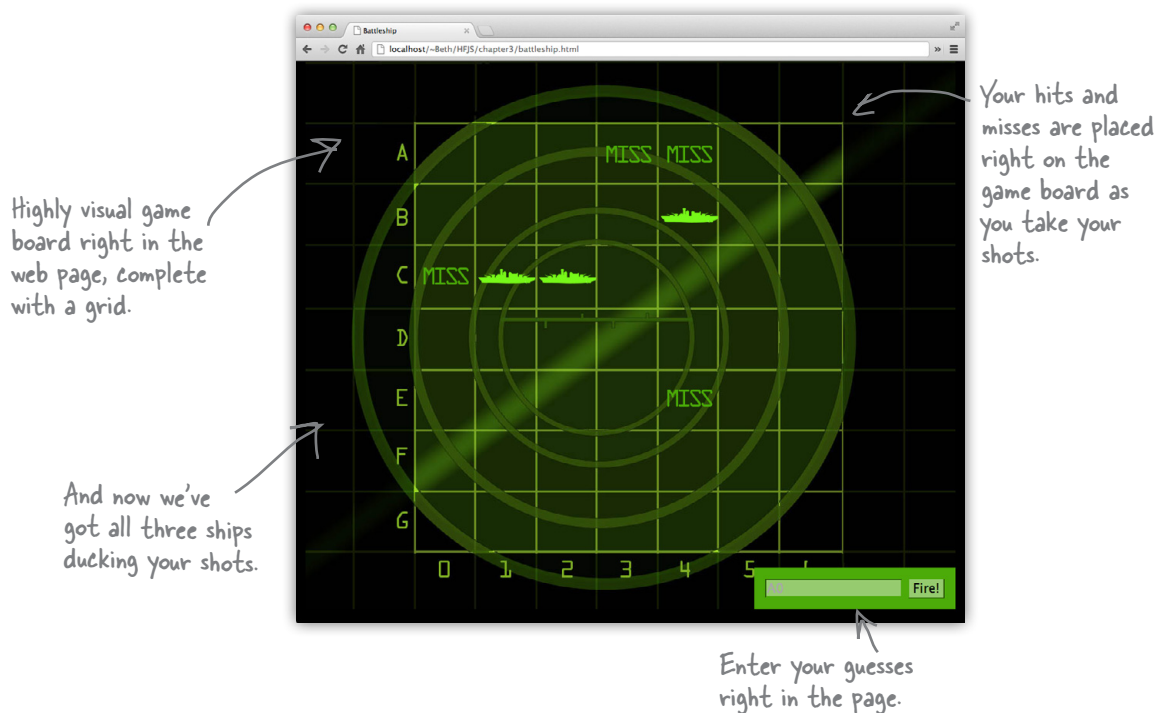 Battleship
localhost/~Beth/HFJS/chapter3/battleship.html
Your hits and
misses are placed
right on the
game board as
you take your
shots.
Highly visual game
board right in the
web page, complete
with a grid.
A MISS MISS
B
C MISS
D
E MISS
F
G
0 1 2 3 4 5
A0 Fire!
And now we've
got all three ships
ducking your shots.
Enter your guesses
right in the page.